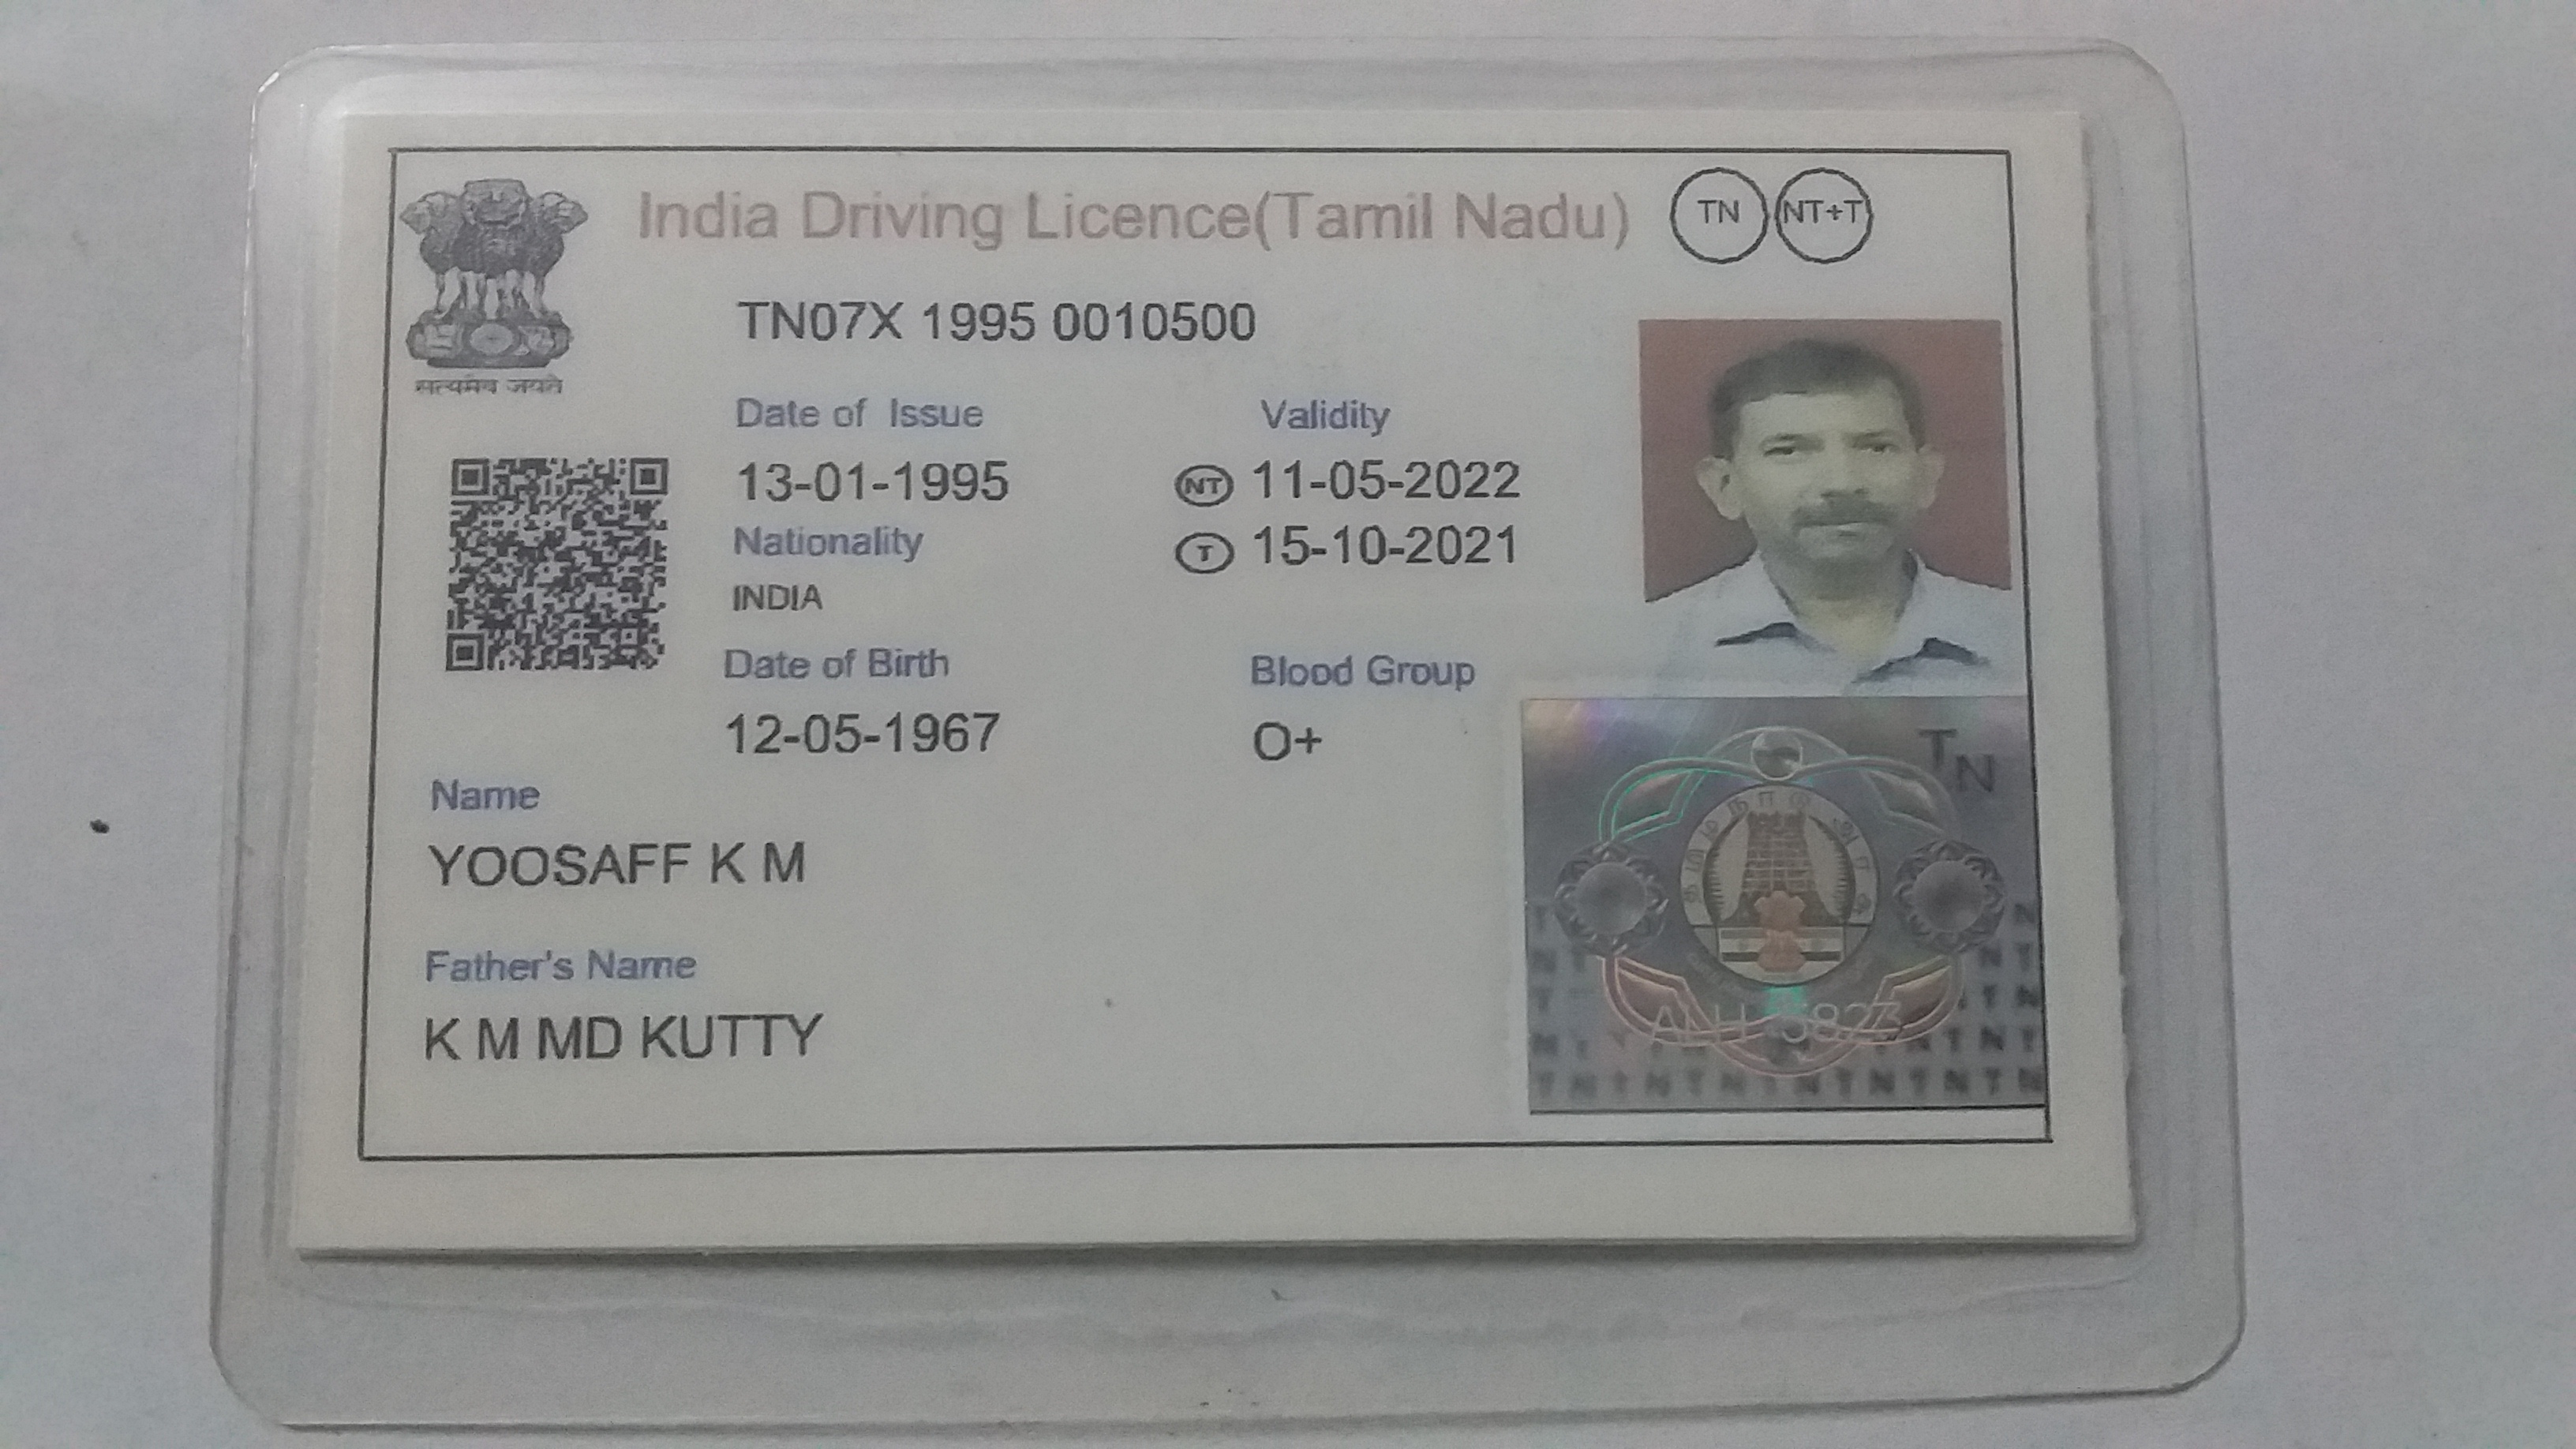 India Driving Licence(Tamil Nadu) TN NT+T
TN07X 1995 0010500
सत्यमेव जयते
Date of Issue Validity
13-01-1995 NT 11-05-2022
Nationality T 15-10-2021
INDIA
Date of Birth Blood Group
12-05-1967 O+
Name
YOOSAFF K M
Father's Name
K M MD KUTTY
TN